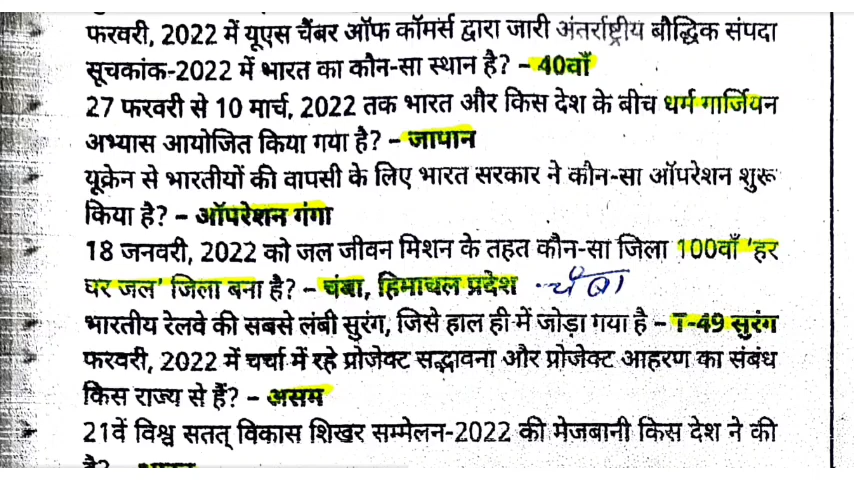 फरवरी, 2022 में यूएस चैंबर ऑफ कॉमर्स द्वारा जारी अंतर्राष्ट्रीय बौद्धिक संपदा
सूचकांक-2022 में भारत का कौन-सा स्थान है? – 40वाँ
27 फरवरी से 10 मार्च, 2022 तक भारत और किस देश के बीच धर्म गार्जियन
अभ्यास आयोजित किया गया है? – जापान
यूक्रेन से भारतीयों की वापसी के लिए भारत सरकार ने कौन-सा ऑपरेशन शुरू
किया है? – ऑपरेशन गंगा
18 जनवरी, 2022 को जल जीवन मिशन के तहत कौन-सा जिला 100वाँ 'हर
घर जल' जिला बना है? – चंबा, हिमाचल प्रदेश चंबा
भारतीय रेलवे की सबसे लंबी सुरंग, जिसे हाल ही में जोड़ा गया है – T-49 सुरंग
फरवरी, 2022 में चर्चा में रहे प्रोजेक्ट सद्भावना और प्रोजेक्ट आहरण का संबंध
किस राज्य से हैं? – असम
21वें विश्व सतत् विकास शिखर सम्मेलन-2022 की मेजबानी किस देश ने की